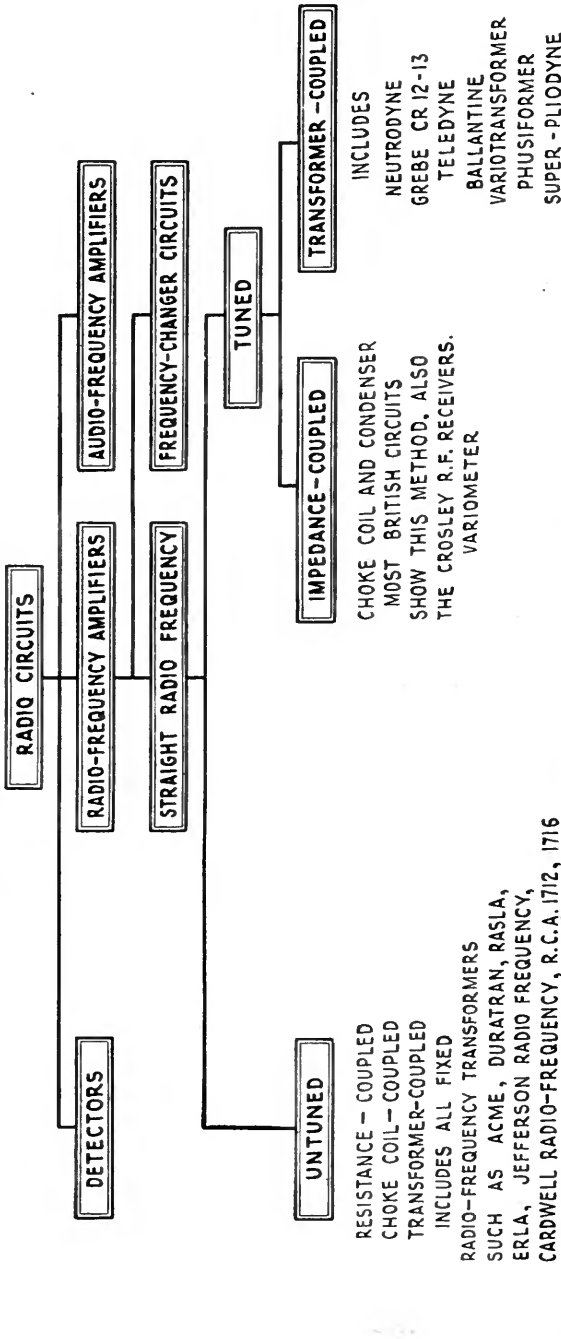 RADIO CIRCUITS
DETECTORS
RADIO-FREQUENCY AMPLIFIERS
AUDIO-FREQUENCY AMPLIFIERS
STRAIGHT RADIO FREQUENCY
FREQUENCY-CHANGER CIRCUITS
UNTUNED
TUNED
RESISTANCE - COUPLED
CHOKE COIL - COUPLED
TRANSFORMER-COUPLED
INCLUDES ALL FIXED
RADIO-FREQUENCY TRANSFORMERS
SUCH AS ACME, DURATRAN, RASLA,
ERLA, JEFFERSON RADIO FREQUENCY,
CARDWELL RADIO-FREQUENCY, R.C.A. 1712, 1716
IMPEDANCE - COUPLED
CHOKE COIL AND CONDENSER
MOST BRITISH CIRCUITS
SHOW THIS METHOD, ALSO
THE CROSLEY R.F. RECEIVERS.
VARIOMETER
TRANSFORMER - COUPLED
INCLUDES
NEUTRODYNE
GREBE CR 12-13
TELEDYNE
BALLANTINE
VARIOTRANSFORMER
PHUSIFORMER
SUPER - PLIODYNE